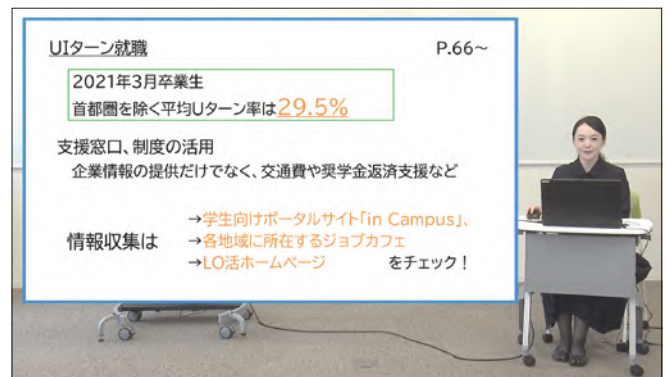 UIターン就職 P.66～
2021年3月卒業生
首都圏を除く平均Uターン率は29.5%
支援窓口、制度の活用
企業情報の提供だけでなく、交通費や奨学金返済支援など
情報収集は
→学生向けポータルサイト「in Campus」、
→各地域に所在するジョブカフェ
→LO活ホームページ をチェック！